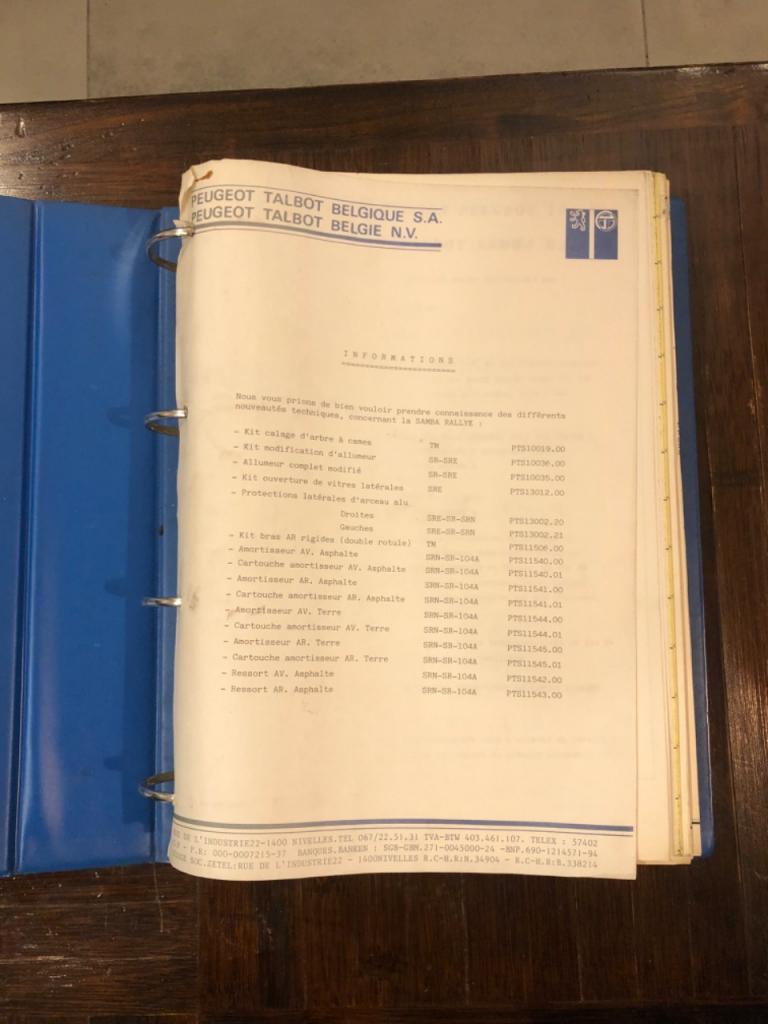 PEUGEOT TALBOT BELGIQUE S.A.
PEUGEOT TALBOT BELGIE N.V.
INFORMATIONS
Nous vous prions de bien vouloir prendre connaissance des différents
nouveautés techniques, concernant la SAMBA RALLYE :
- Kit calage d'arbre à cames TM PTS10019.00
- Kit modification d'allumeur SR-SRE PTS10036.00
- Allumeur complet modifié SR-SRE PTS10035.00
- Kit ouverture de vitres latérales SRE PTS13012.00
- Protections latérales d'arceau alu
Droites SRE-SR-SRN PTS13002.20
Gauches SRE-SR-SRN PTS13002.21
- Kit bras AR rigides (double rotule) TM PTS11506.00
- Amortisseur AV. Asphalte SRN-SR-104A PTS11540.00
- Cartouche amortisseur AV. Asphalte SRN-SR-104A PTS11540.01
- Amortisseur AR. Asphalte SRN-SR-104A PTS11541.00
- Cartouche amortisseur AR. Asphalte SRN-SR-104A PTS11541.01
- Amortisseur AV. Terre SRN-SR-104A PTS11544.00
- Cartouche amortisseur AV. Terre SRN-SR-104A PTS11544.01
- Amortisseur AR. Terre SRN-SR-104A PTS11545.00
- Cartouche amortisseur AR. Terre SRN-SR-104A PTS11545.01
- Ressort AV. Asphalte SRN-SR-104A PTS11542.00
- Ressort AR. Asphalte SRN-SR-104A PTS11543.00
DE L'INDUSTRIE22-1400 NIVELLES.TEL 067/22.51.31 TVA-BTW 403.461.107. TELEX : 57402
- P.R: 000-0007215-37 BANQUES.BANKEN : SGB-GBM.271-0045000-24 -BNP.690-1214571-94
SOC.ZETEL:RUE DE L'INDUSTRIE22 - 1400NIVELLES R.C-H.R:N.34904 - R.C-H.R:B.338214